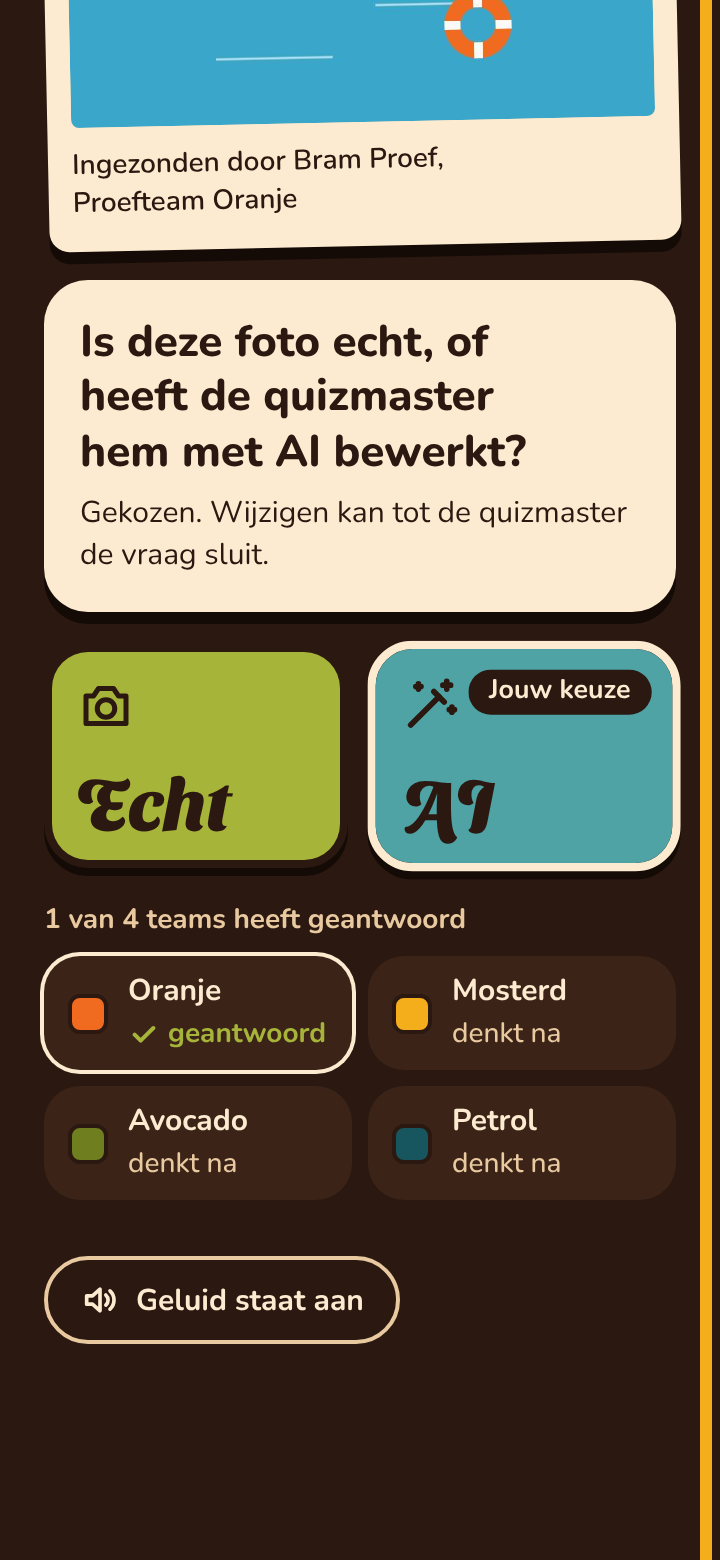 Ingezonden door Bram Proef,
Proefteam Oranje
Is deze foto echt, of
heeft de quizmaster
hem met AI bewerkt?
Gekozen. Wijzigen kan tot de quizmaster
de vraag sluit.
Echt
Jouw keuze
AI
1 van 4 teams heeft geantwoord
Oranje
geantwoord
Mosterd
denkt na
Avocado
denkt na
Petrol
denkt na
Geluid staat aan